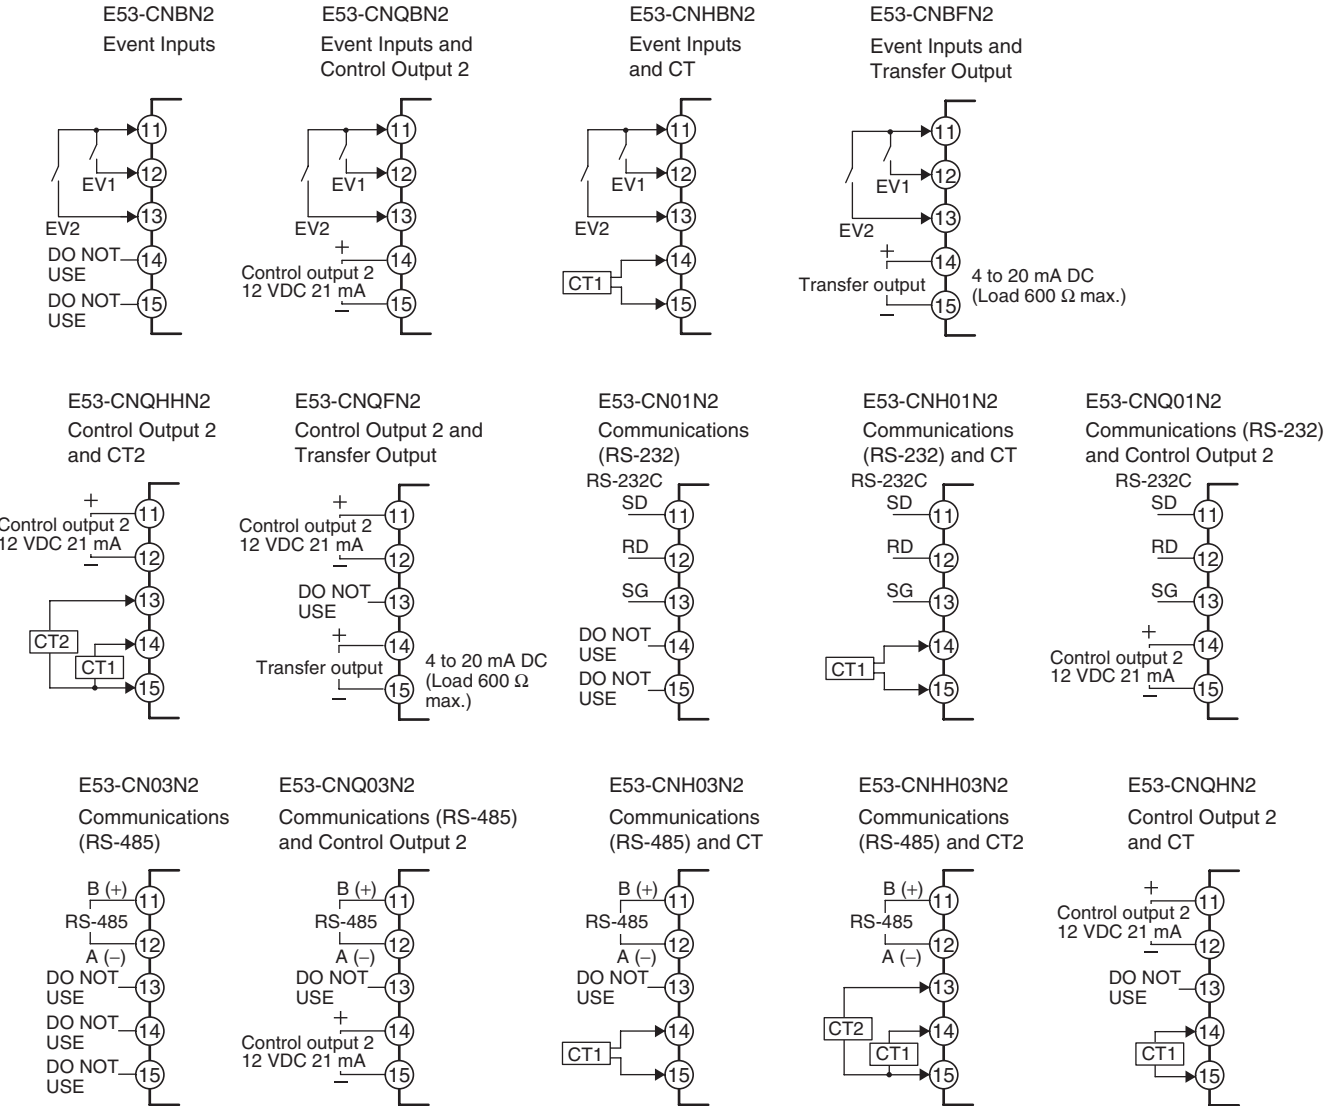 E53-CNBN2
Event Inputs
11
12
EV1
13
EV2
DO NOT
USE
14
DO NOT
USE
15
E53-CNQBN2
Event Inputs and
Control Output 2
11
12
EV1
13
EV2
+
14
Control output 2
12 VDC 21 mA
15
−
E53-CNHBN2
Event Inputs
and CT
11
12
EV1
13
EV2
14
CT1
15
E53-CNBFN2
Event Inputs and
Transfer Output
11
12
EV1
13
EV2
+
14
Transfer output
4 to 20 mA DC
(Load 600 Ω max.)
15
−
E53-CNQHHN2
Control Output 2
and CT2
+
11
Control output 2
12 VDC 21 mA
12
−
13
CT2
14
CT1
15
E53-CNQFN2
Control Output 2 and
Transfer Output
+
11
Control output 2
12 VDC 21 mA
12
−
DO NOT
USE
13
+
14
Transfer output
4 to 20 mA DC
(Load 600 Ω
max.)
15
−
E53-CN01N2
Communications
(RS-232)
RS-232C
SD
11
RD
12
SG
13
DO NOT
USE
14
DO NOT
USE
15
E53-CNH01N2
Communications
(RS-232) and CT
RS-232C
SD
11
RD
12
SG
13
14
CT1
15
E53-CNQ01N2
Communications (RS-232)
and Control Output 2
RS-232C
SD
11
RD
12
SG
13
+
14
Control output 2
12 VDC 21 mA
15
−
E53-CN03N2
Communications
(RS-485)
B (+)
11
RS-485
12
A (−)
DO NOT
USE
13
DO NOT
USE
14
DO NOT
USE
15
E53-CNQ03N2
Communications (RS-485)
and Control Output 2
B (+)
11
RS-485
12
A (−)
DO NOT
USE
13
+
14
Control output 2
12 VDC 21 mA
15
−
E53-CNH03N2
Communications
(RS-485) and CT
B (+)
11
RS-485
12
A (−)
DO NOT
USE
13
14
CT1
15
E53-CNHH03N2
Communications
(RS-485) and CT2
B (+)
11
RS-485
12
A (−)
13
CT2
14
CT1
15
E53-CNQHN2
Control Output 2
and CT
+
11
Control output 2
12 VDC 21 mA
12
−
DO NOT
USE
13
14
CT1
15